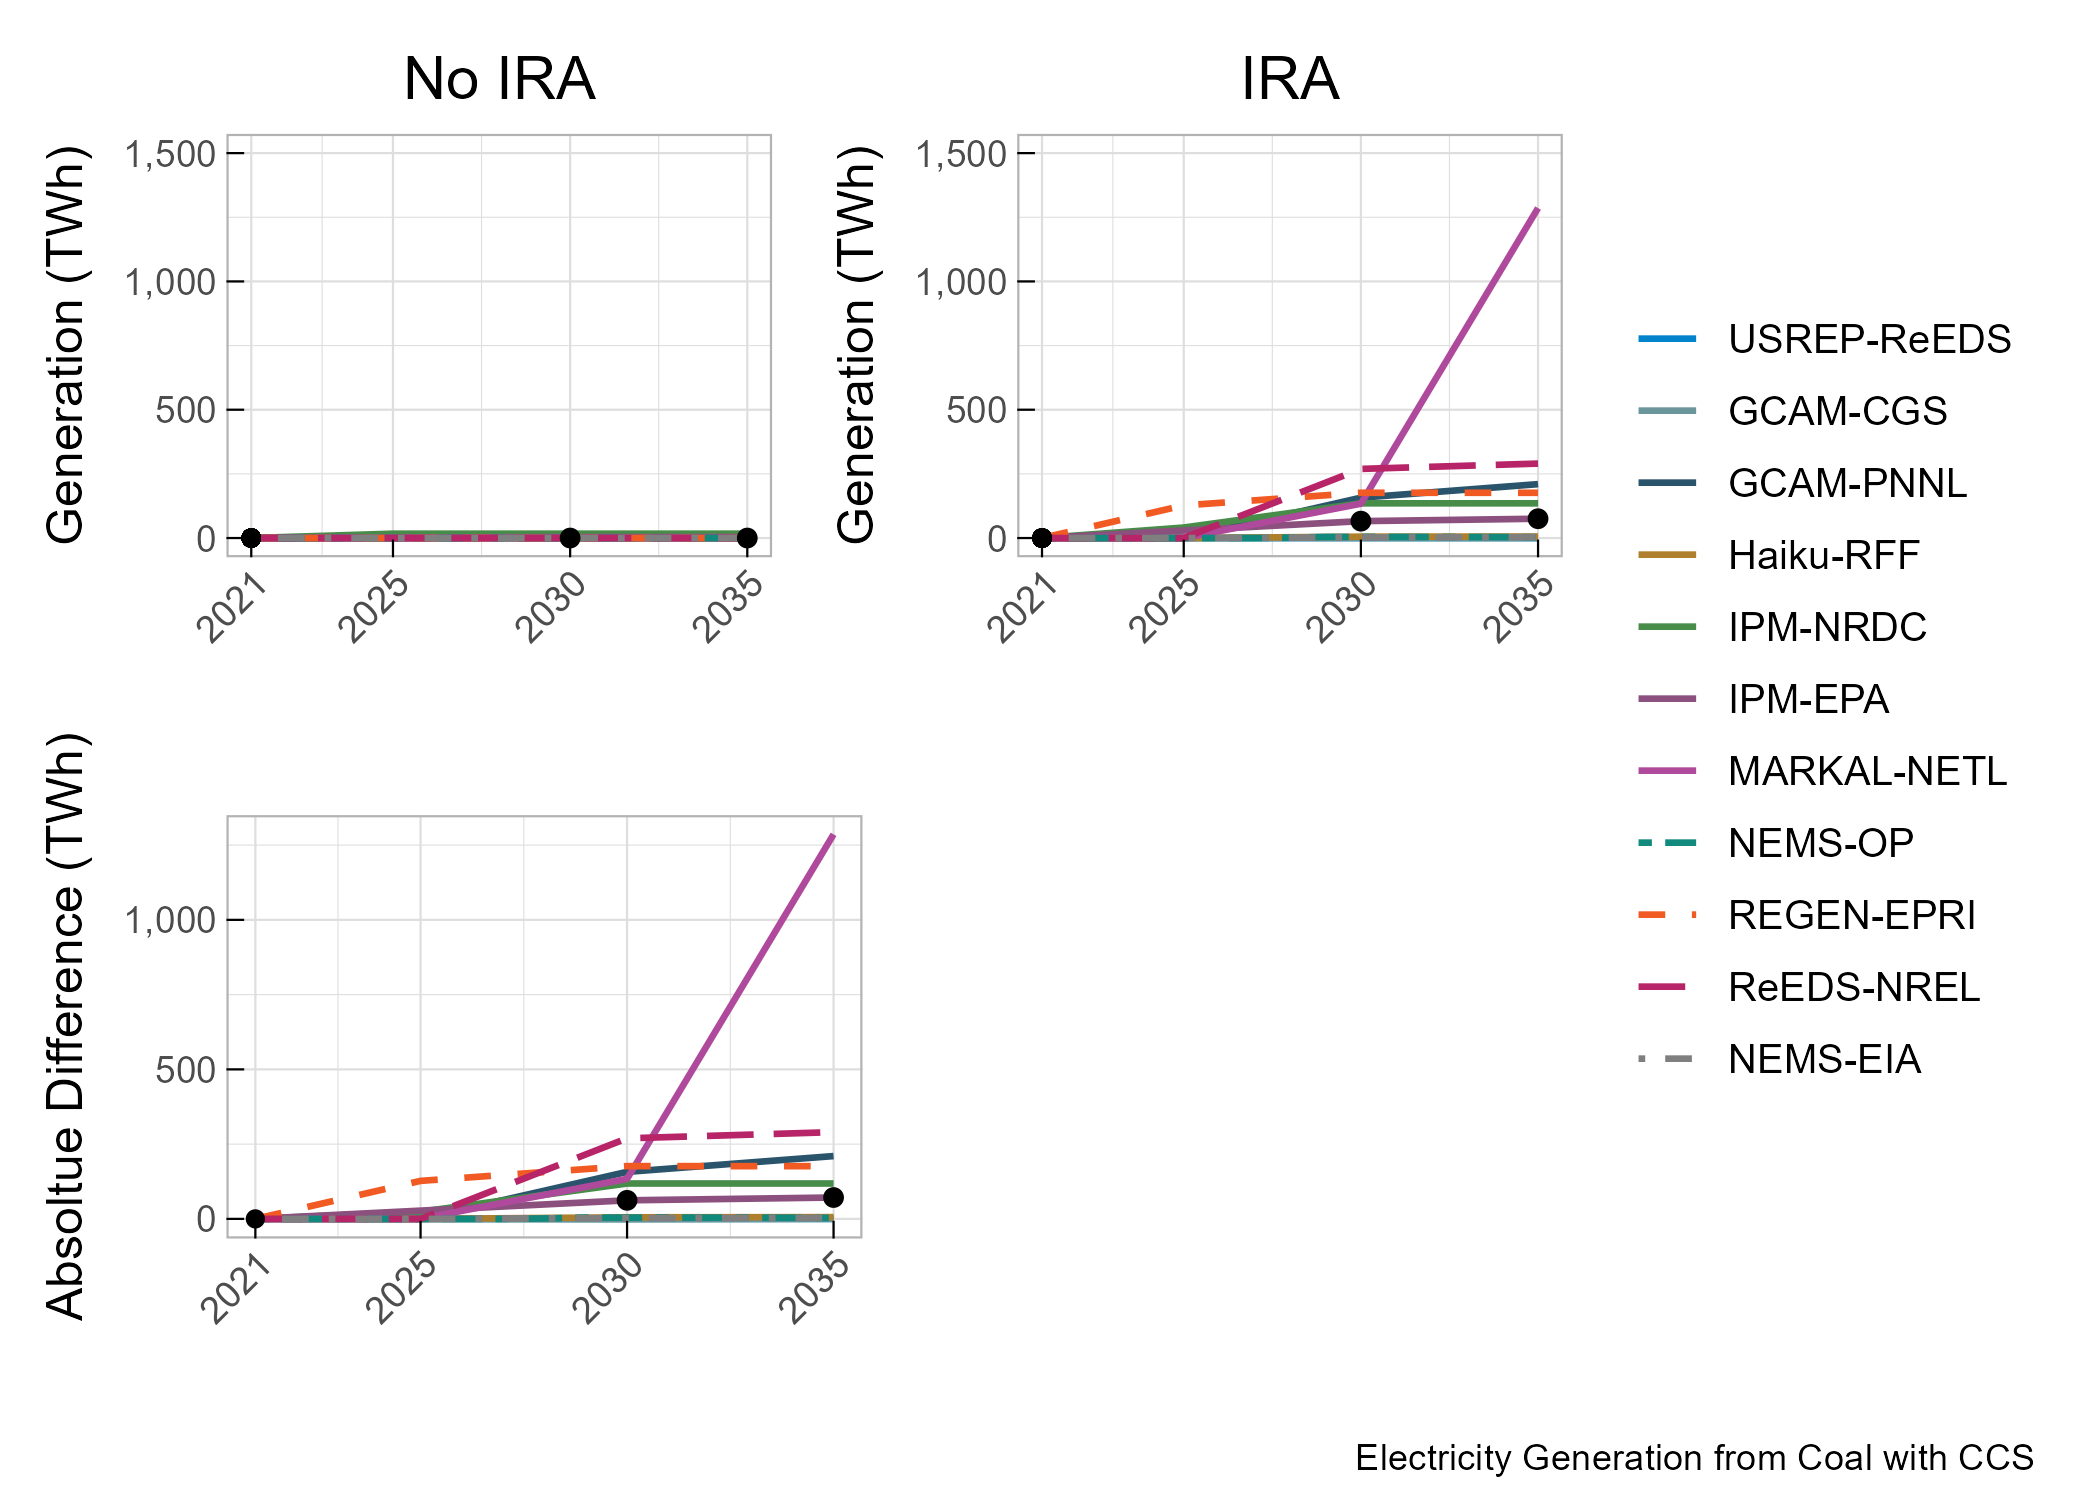 No IRA
IRA
Generation (TWh)
1,500
1,000
500
0
2021
2025
2030
2035
Generation (TWh)
1,500
1,000
500
0
2021
2025
2030
2035
USREP-ReEDS
GCAM-CGS
GCAM-PNNL
Haiku-RFF
IPM-NRDC
IPM-EPA
MARKAL-NETL
NEMS-OP
REGEN-EPRI
ReEDS-NREL
NEMS-EIA
Absoltue Difference (TWh)
1,000
500
0
2021
2025
2030
2035
Electricity Generation from Coal with CCS